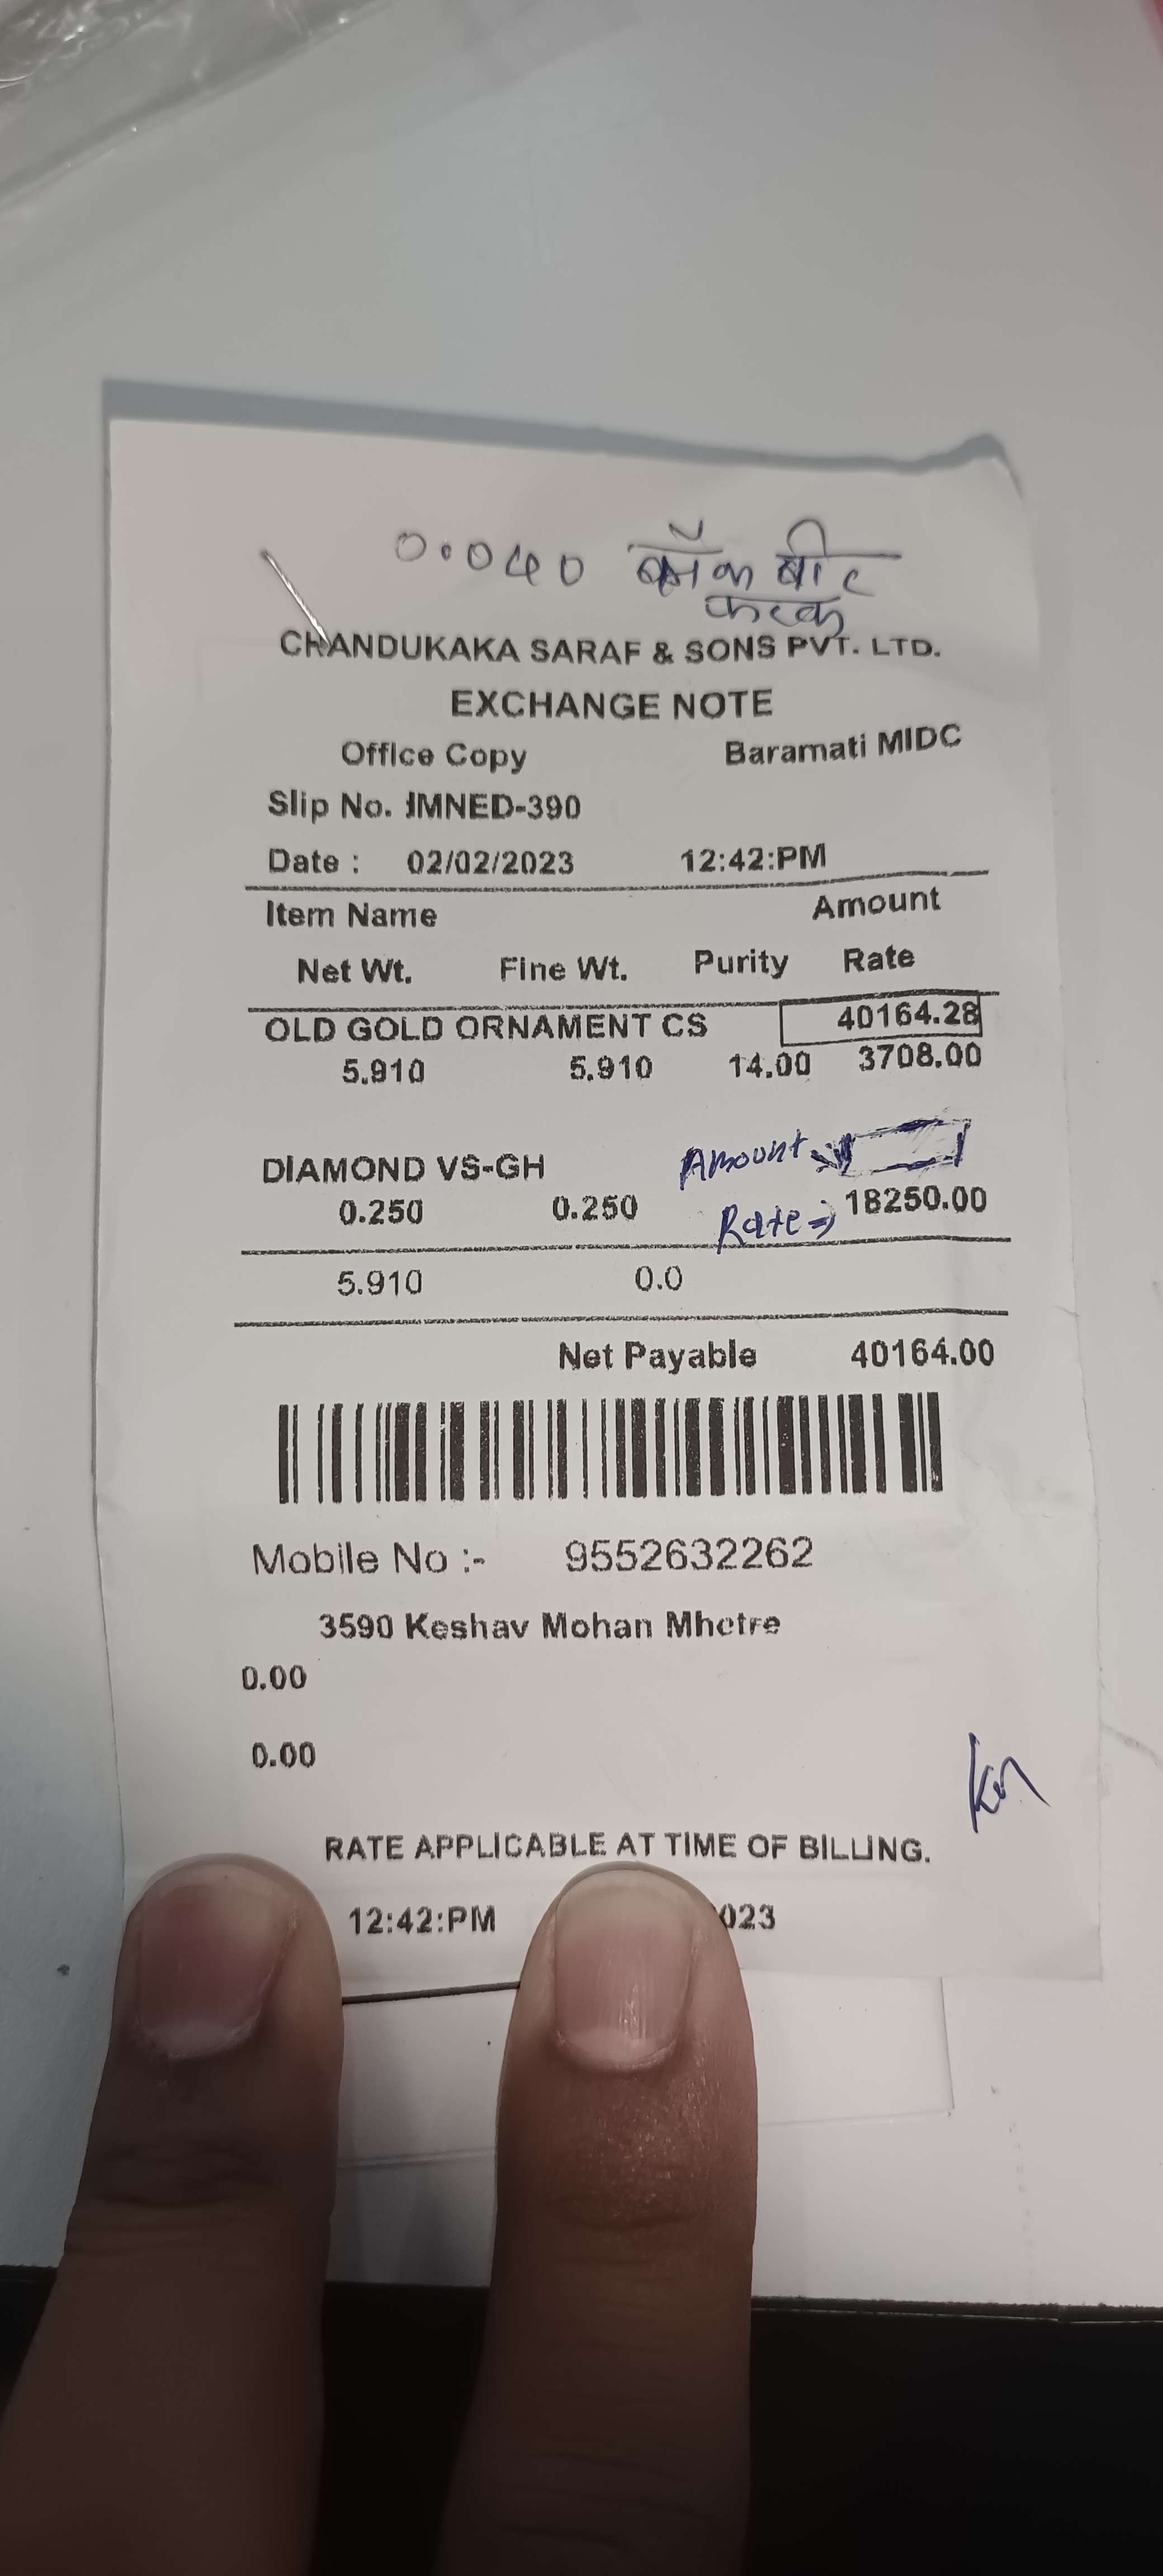 0.040
CHANDUKAKA SARAF & SONS PVT. LTD.
EXCHANGE NOTE
Office Copy Baramati MIDC
Slip No. JMNED-390
Date : 02/02/2023 12:42:PM
Item Name Amount
Net Wt. Fine Wt. Purity Rate
OLD GOLD ORNAMENT CS 40164.28
5.910 5.910 14.00 3708.00
DIAMOND VS-GH Amount
0.250 0.250 Rate ⇒ 18250.00
5.910 0.0
Net Payable 40164.00
Mobile No :- 9552632262
3590 Keshav Mohan Mhetre
0.00
0.00
RATE APPLICABLE AT TIME OF BILLING.
12:42:PM 023